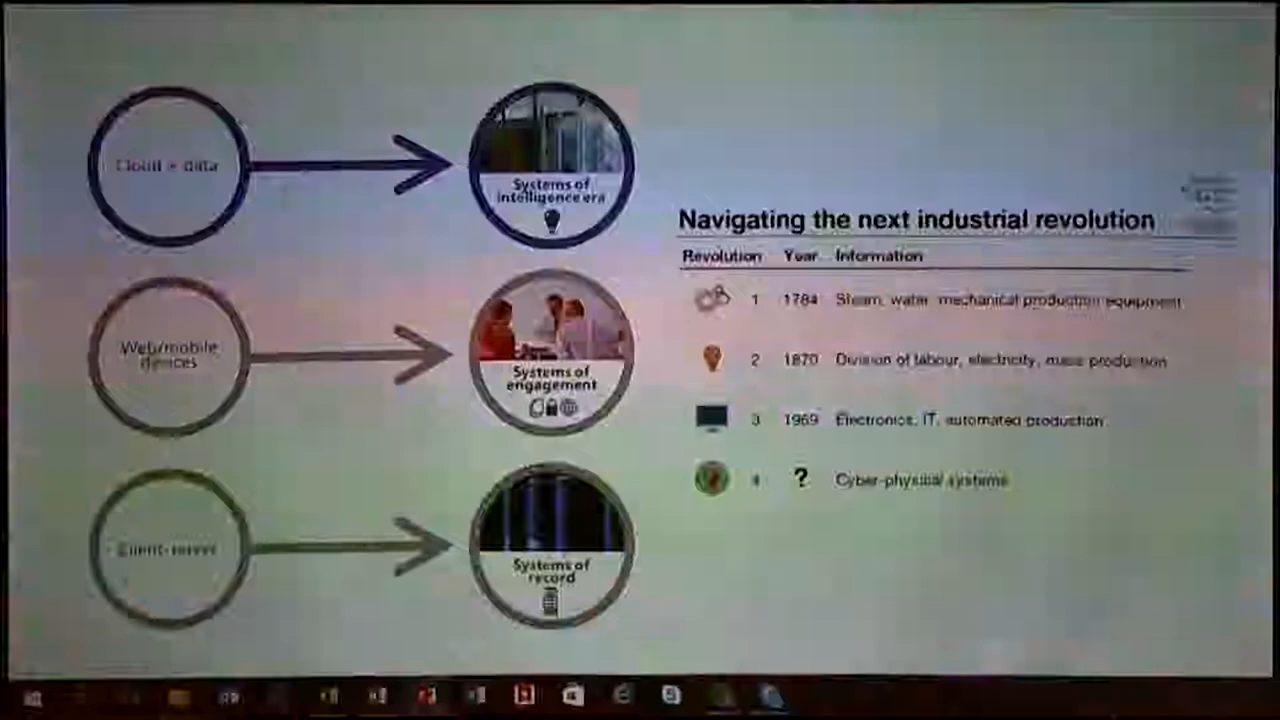 Cloud + data
Systems of
intelligence era
Web/mobile
devices
Systems of
engagement
Client-server
Systems of
record
Navigating the next industrial revolution
Revolution Year Information
1 1784 Steam, water, mechanical production equipment
2 1870 Division of labour, electricity, mass production
3 1969 Electronics, IT, automated production
4 ? Cyber-physical systems